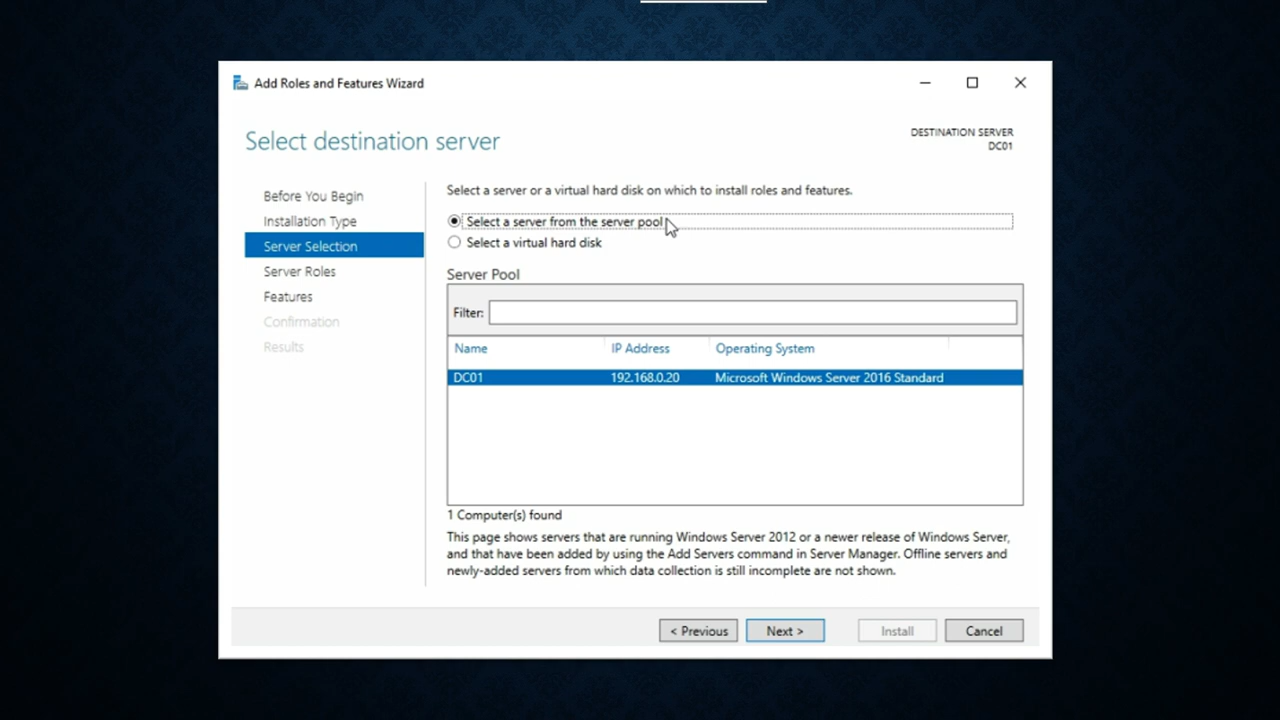 Add Roles and Features Wizard
Select destination server
DESTINATION SERVER
DC01
Before You Begin
Installation Type
Server Selection
Server Roles
Features
Confirmation
Results
Select a server or a virtual hard disk on which to install roles and features.
Select a server from the server pool
Select a virtual hard disk
Server Pool
Filter:
Name IP Address Operating System
DC01 192.168.0.20 Microsoft Windows Server 2016 Standard
1 Computer(s) found
This page shows servers that are running Windows Server 2012 or a newer release of Windows Server,
and that have been added by using the Add Servers command in Server Manager. Offline servers and
newly-added servers from which data collection is still incomplete are not shown.
< Previous Next > Install Cancel